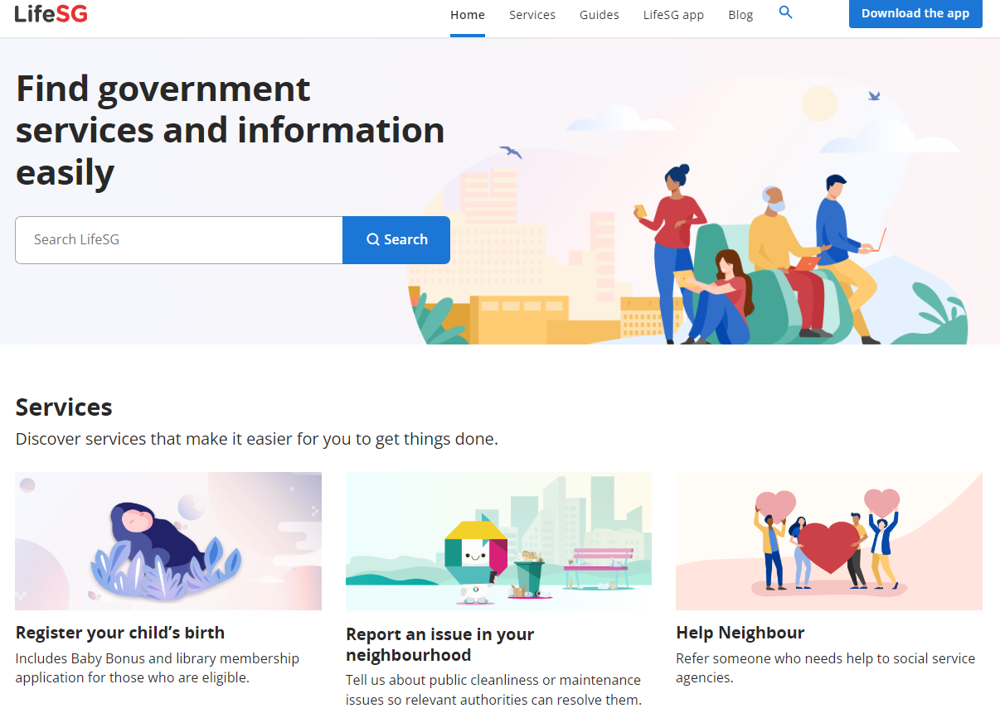 LifeSG
Home Services Guides LifeSG app Blog
Download the app
Find government
services and information
easily
Search LifeSG
Search
Services
Discover services that make it easier for you to get things done.
Register your child’s birth
Includes Baby Bonus and library membership
application for those who are eligible.
Report an issue in your
neighbourhood
Tell us about public cleanliness or maintenance
issues so relevant authorities can resolve them.
Help Neighbour
Refer someone who needs help to social service
agencies.